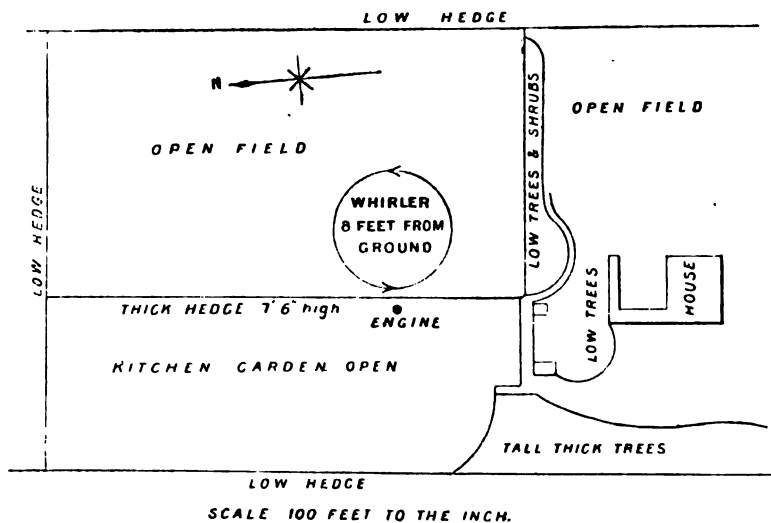 LOW HEDGE
N
OPEN FIELD
OPEN FIELD
LOW TREES & SHRUBS
LOW HEDGE
WHIRLER
8 FEET FROM
GROUND
THICK HEDGE 7'6" high
ENGINE
LOW TREES
HOUSE
KITCHEN GARDEN OPEN
TALL THICK TREES
LOW HEDGE
SCALE 100 FEET TO THE INCH.